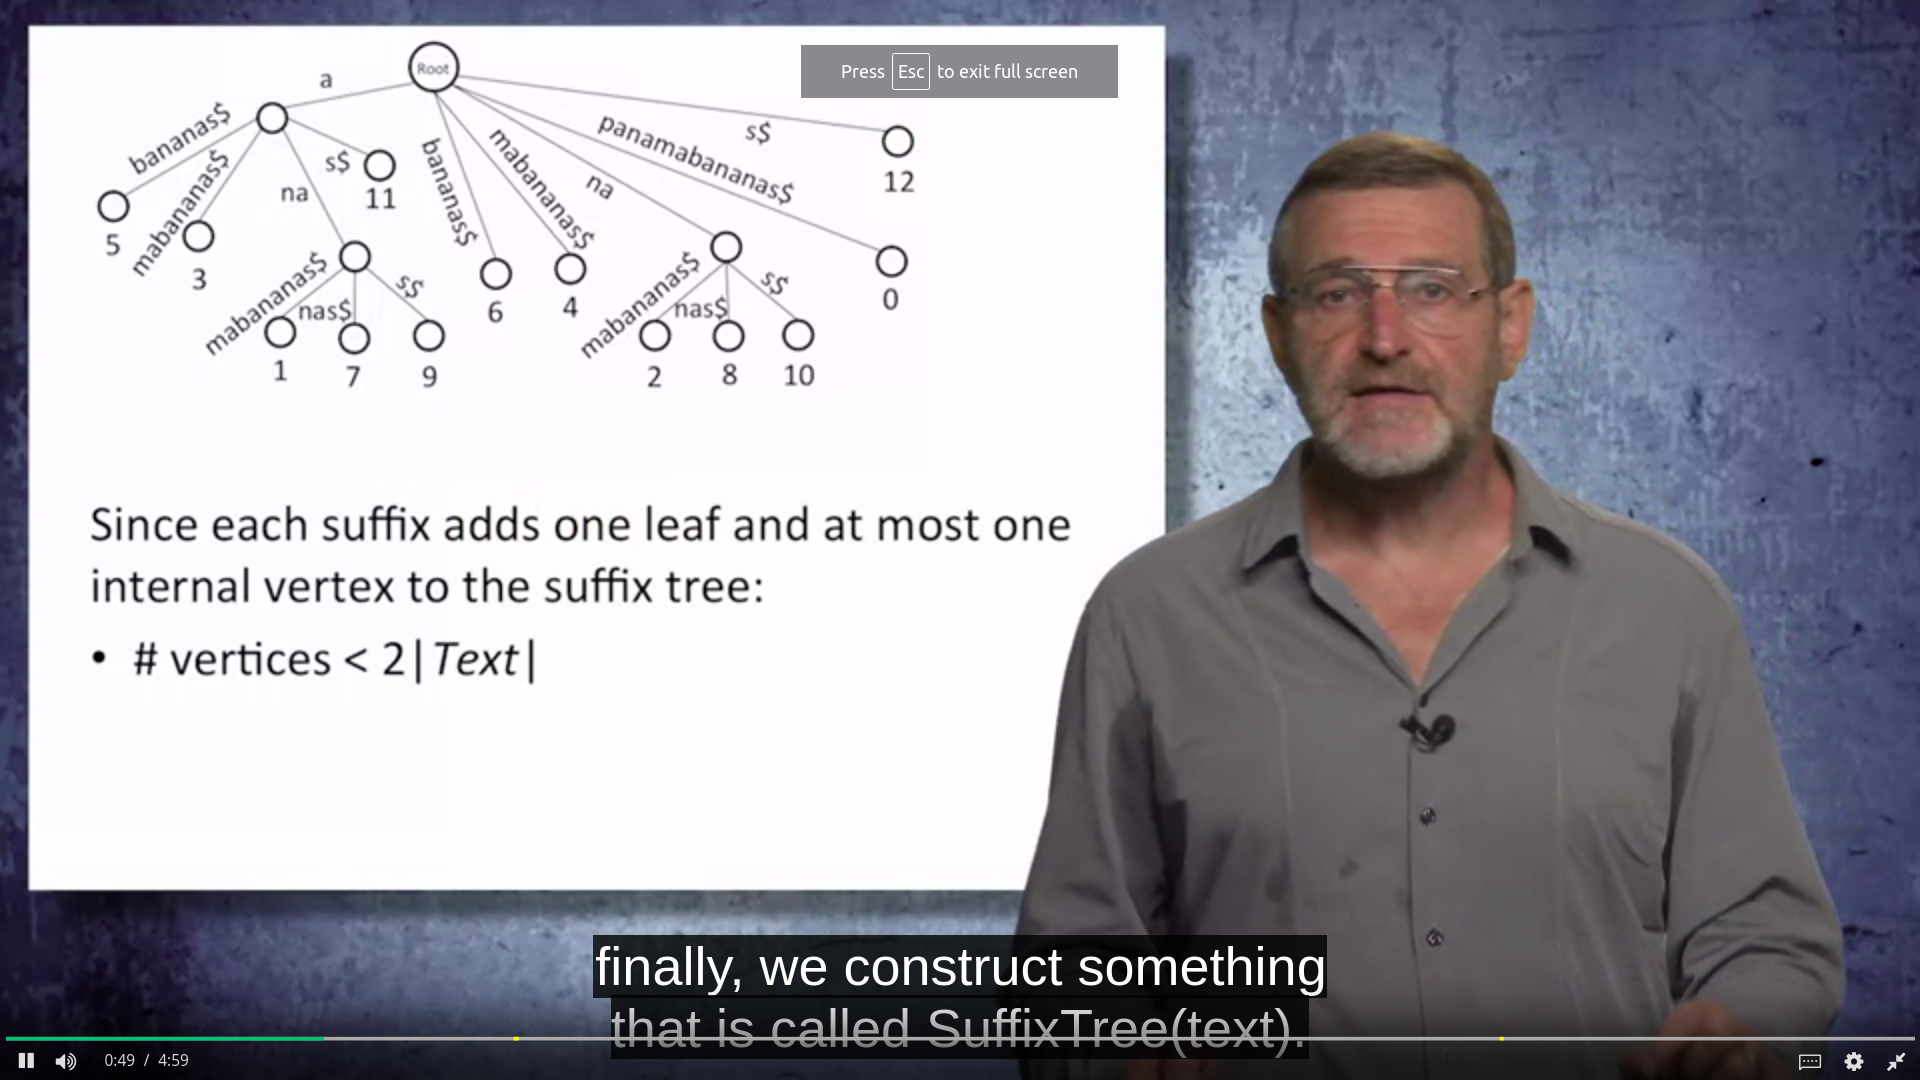 Press Esc to exit full screen
Root
a
bananas$
mabananas$
na
s$
11
5
3
mabananas$
nas$
s$
1
7
9
bananas$
6
mabananas$
4
na
mabananas$
nas$
s$
2
8
10
panamabananas$
0
s$
12
Since each suffix adds one leaf and at most one
internal vertex to the suffix tree:
• # vertices < 2|Text|
finally, we construct something
that is called SuffixTree(text).
0:49 / 4:59